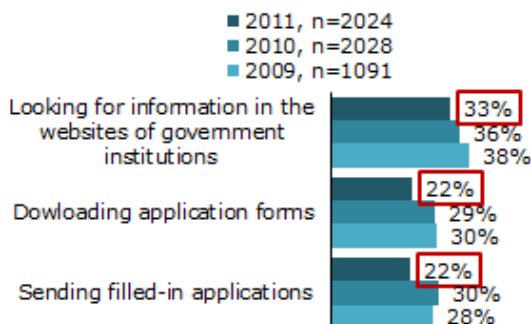 2011, n=2024
2010, n=2028
2009, n=1091
Looking for information in the
websites of government
institutions
33%
36%
38%
Dowloading application forms
22%
29%
30%
Sending filled-in applications
22%
30%
28%